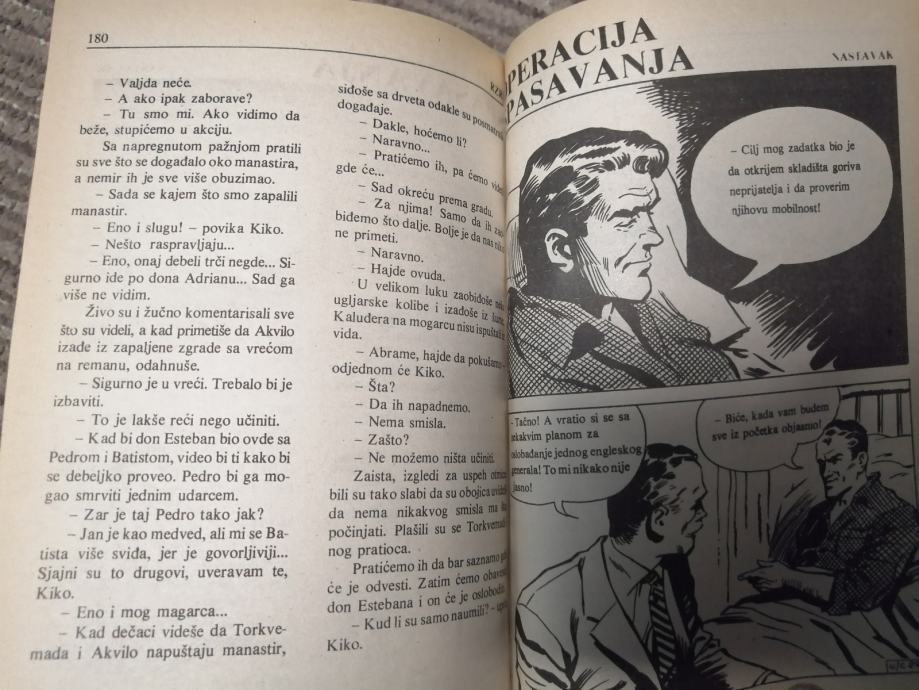 180
– Valjda neće.
– A ako ipak zaborave?
– Tu smo mi. Ako vidimo da
beže, stupićemo u akciju.
Sa napregnutom pažnjom pratili
su sve što se događalo oko manastira,
a nemir ih je sve više obuzimao.
– Sada se kajem što smo zapalili
manastir.
– Eno i slugu! – povika Kiko.
– Nešto raspravljaju...
– Eno, onaj debeli trči negde... Si-
gurno ide po dona Adrianu... Sad ga
više ne vidim.
Živo su i žučno komentarisali sve
što su videli, a kad primetiše da Akvilo
izađe iz zapaljene zgrade sa vrećom
na remanu, odahnuše.
– Sigurno je u vreći. Trebalo bi je
izbaviti.
– To je lakše reći nego učiniti.
– Kad bi don Esteban bio ovde sa
Pedrom i Batistom, video bi ti kako bi
se debeljko proveo. Pedro bi ga mo-
gao smrviti jednim udarcem.
– Zar je taj Pedro tako jak?
– Jan je kao medved, ali mi se Ba-
tista više sviđa, jer je govorljiviji...
Sjajni su to drugovi, uveravam te,
Kiko.
– Eno i mog magarca...
– Kad dečaci videše da Torkve-
mada i Akvilo napuštaju manastir,
siđoše sa drveta odakle su
događaje.
– Dakle, hoćemo li?
– Naravno...
– Pratićemo ih, pa ćemo
gde će...
– Sad okreću prema gradu.
– Za njima! Samo da ih
biđemo što dalje. Bolje je da nas
ne primeti.
– Naravno.
– Hajde ovuda.
U velikom luku zaobiđoše
ugljarske kolibe i izađoše iz
Kaluđera na mogarcu nisu ispuštali
vida.
– Abrame, hajde da pokušamo –
odjednom će Kiko.
– Šta?
– Da ih napadnemo.
– Nema smisla.
– Zašto?
– Ne možemo ništa učiniti.
Zaista, izgledi za uspeh
bili su tako slabi da su obojica
da nema nikakvog smisla
počinjati. Plašili su se
nog pratioca.
Pratićemo ih da bar saznamo
će je odvesti. Zatim ćemo
don Estebana i on će je
– Kud li su samo naumili? –
Kiko.
PERACIJA
PASAVANJA
NASTAVAK
– Cilj mog zadatka bio je
da otkrijem skladišta goriva
neprijatelja i da proverim
njihovu mobilnost!
– Tačno! A vratio si se sa
nekakvim planom za
oslobađanje jednog engleskog
generala! To mi nikako nije
jasno!
– Biće, kada vam budem
sve iz početka objasnio!